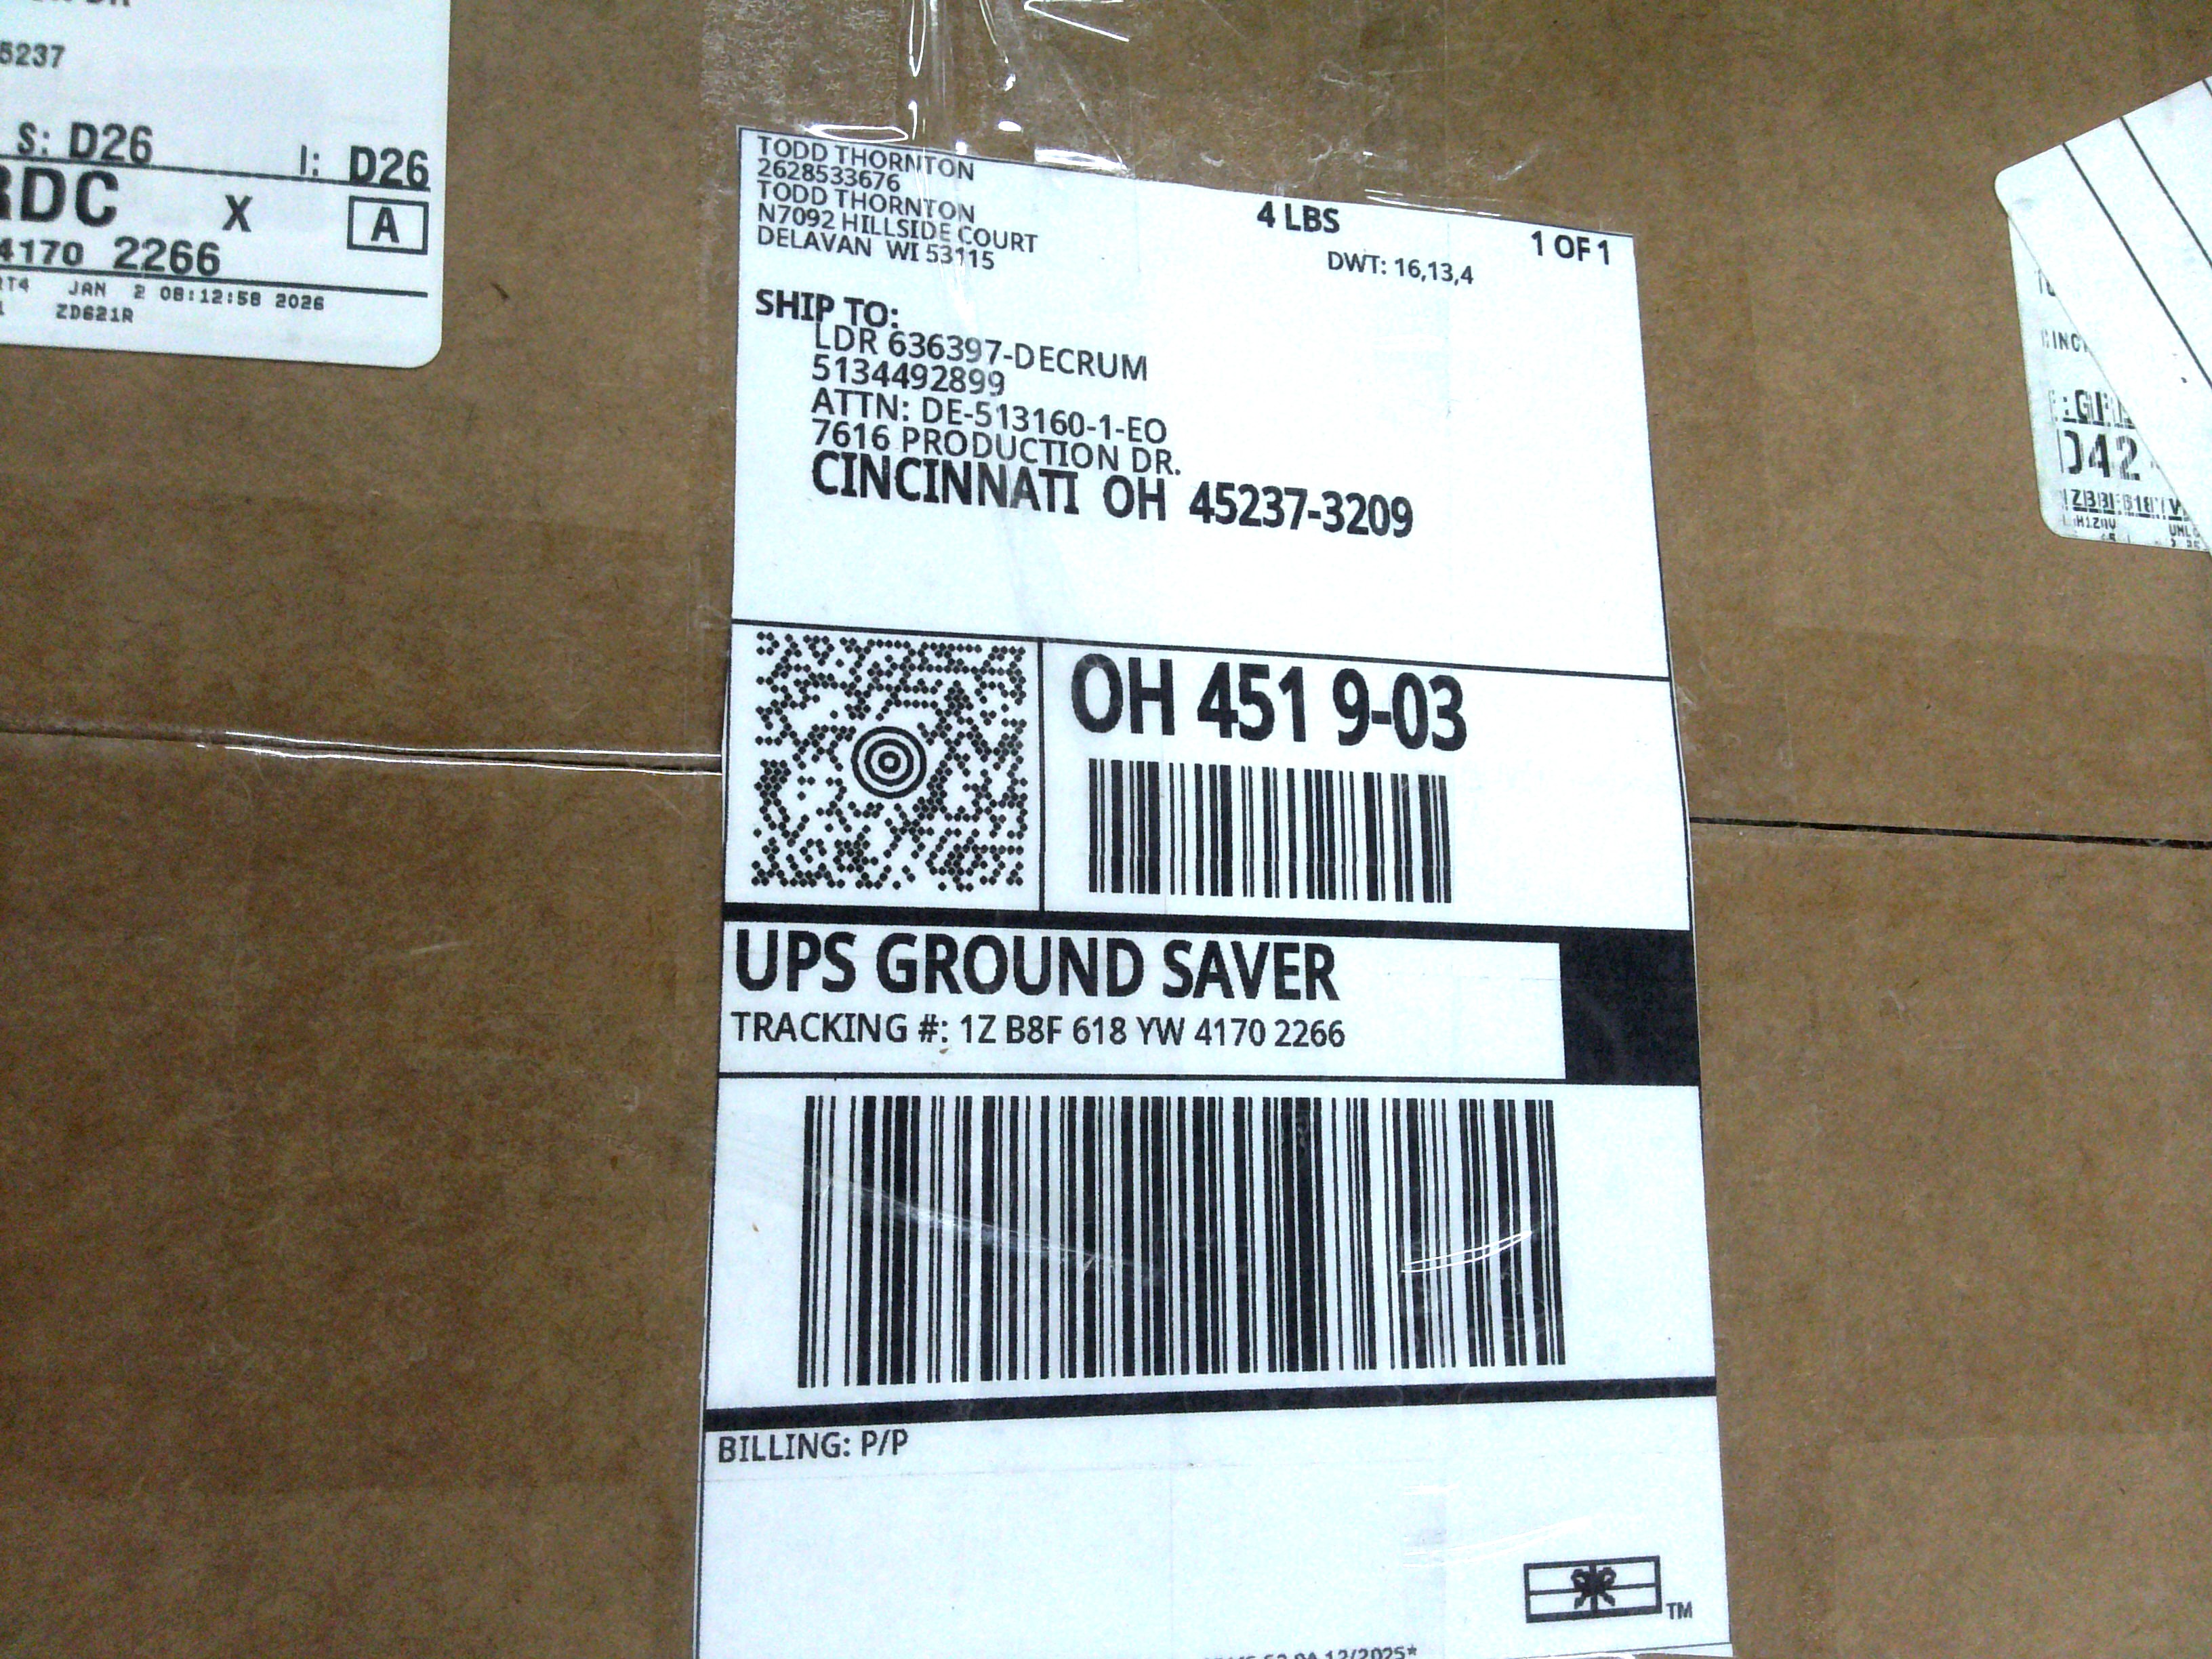 5237
S: D26 I: D26
RDC X A
4170 2266
JAN 2 08:12:58 2026
ZD621R
TODD THORNTON
2628533676
TODD THORNTON
N7092 HILLSIDE COURT
DELAVAN WI 53115
4 LBS
1 OF 1
DWT: 16,13,4
SHIP TO:
LDR 636397-DECRUM
5134492899
ATTN: DE-513160-1-EO
7616 PRODUCTION DR.
CINCINNATI OH 45237-3209
OH 451 9-03
UPS GROUND SAVER
TRACKING #: 1Z B8F 618 YW 4170 2266
BILLING: P/P
TM
12/2025*
D42